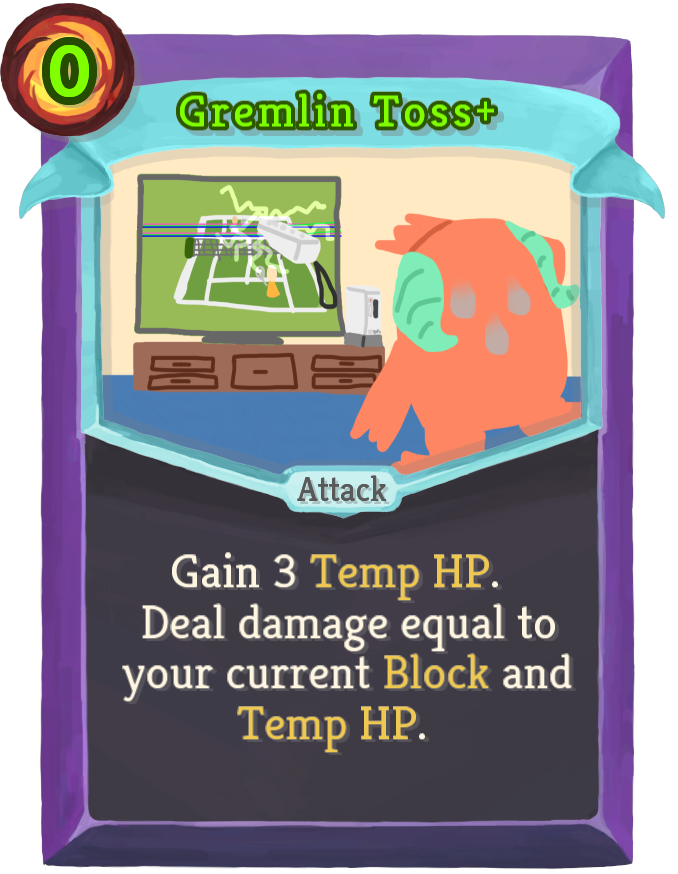 0
Gremlin Toss+
Attack
Gain 3 Temp HP.
Deal damage equal to
your current Block and
Temp HP.